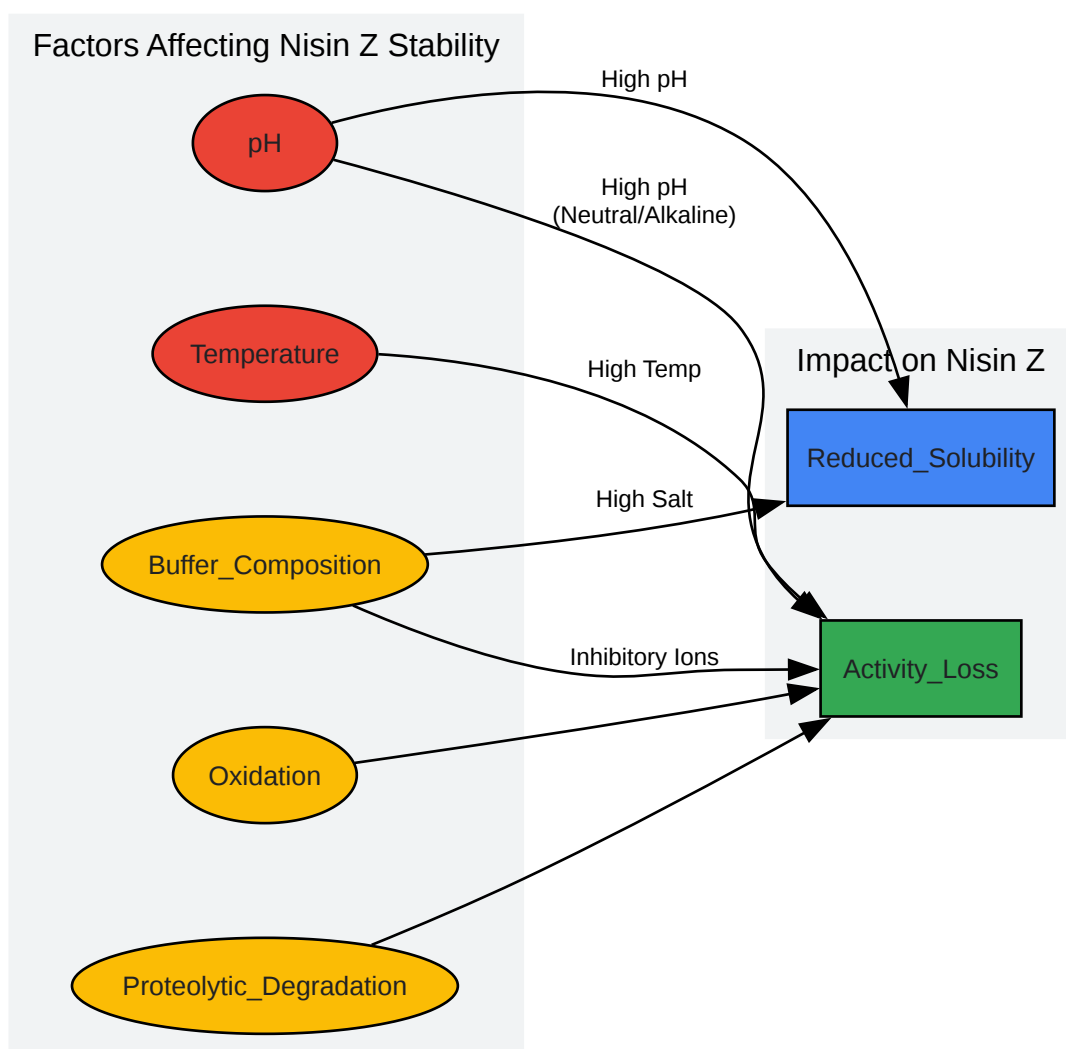 Factors Affecting Nisin Z Stability
pH
High pH
High pH
(Neutral/Alkaline)
Temperature
High Temp
Impact on Nisin Z
Reduced_Solubility
High Salt
Buffer_Composition
Inhibitory Ions
Activity_Loss
Oxidation
Proteolytic_Degradation